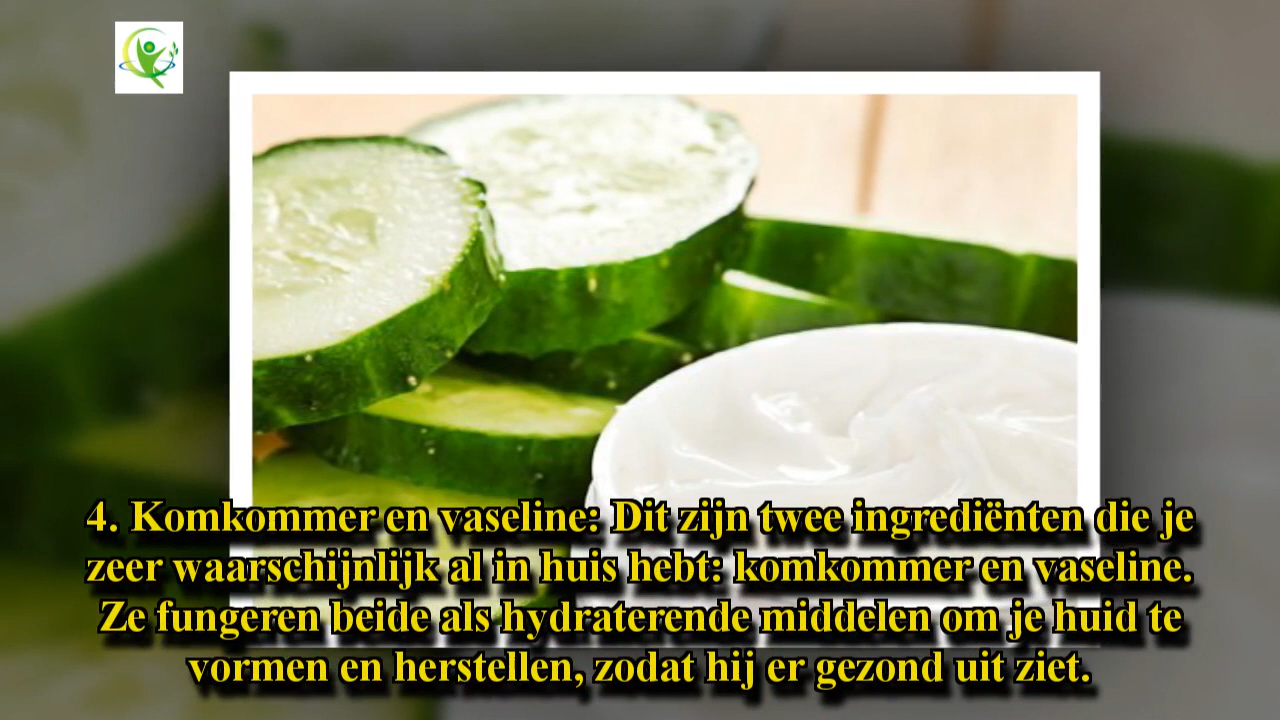 4. Komkommer en vaseline: Dit zijn twee ingrediënten die je
zeer waarschijnlijk al in huis hebt: komkommer en vaseline.
Ze fungeren beide als hydraterende middelen om je huid te
vormen en herstellen, zodat hij er gezond uit ziet.